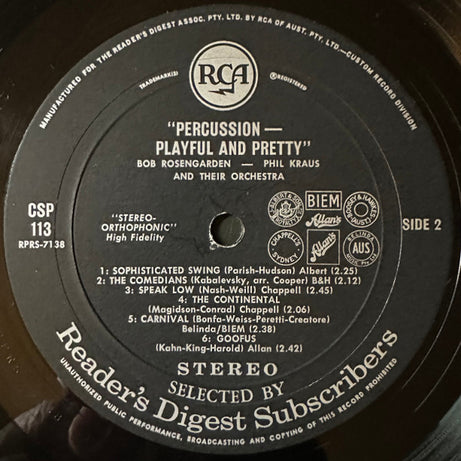 MANUFACTURED FOR THE READER'S DIGEST ASSOC. PTY. LTD. BY RCA OF AUST. PTY. LTD.—CUSTOM RECORD DIVISION
RCA
TRADEMARK(S) ® REGISTERED
"PERCUSSION—
PLAYFUL AND PRETTY"
BOB ROSENGARDEN — PHIL KRAUS
AND THEIR ORCHESTRA
CSP
113
RPRS-7138
"STEREO-
ORTHOPHONIC"
High Fidelity
BIEM
Allan's
CHAPPELL
SYDNEY
Allan's
BELINDA
AUS
SIDE 2
1: SOPHISTICATED SWING (Parish-Hudson) Albert (2.25)
2: THE COMEDIANS (Kabalevsky, arr. Cooper) B&H (2.12)
3: SPEAK LOW (Nash-Weill) Chappell (2.45)
4: THE CONTINENTAL
(Magidson-Conrad) Chappell (2.06)
5: CARNIVAL (Bonfa-Weiss-Peretti-Creatore)
Belinda/BIEM (2.38)
6: GOOFUS
(Kahn-King-Harold) Allan (2.42)
STEREO
SELECTED BY
Reader's Digest Subscribers
UNAUTHORIZED PUBLIC PERFORMANCE, BROADCASTING AND COPYING OF THIS RECORD PROHIBITED